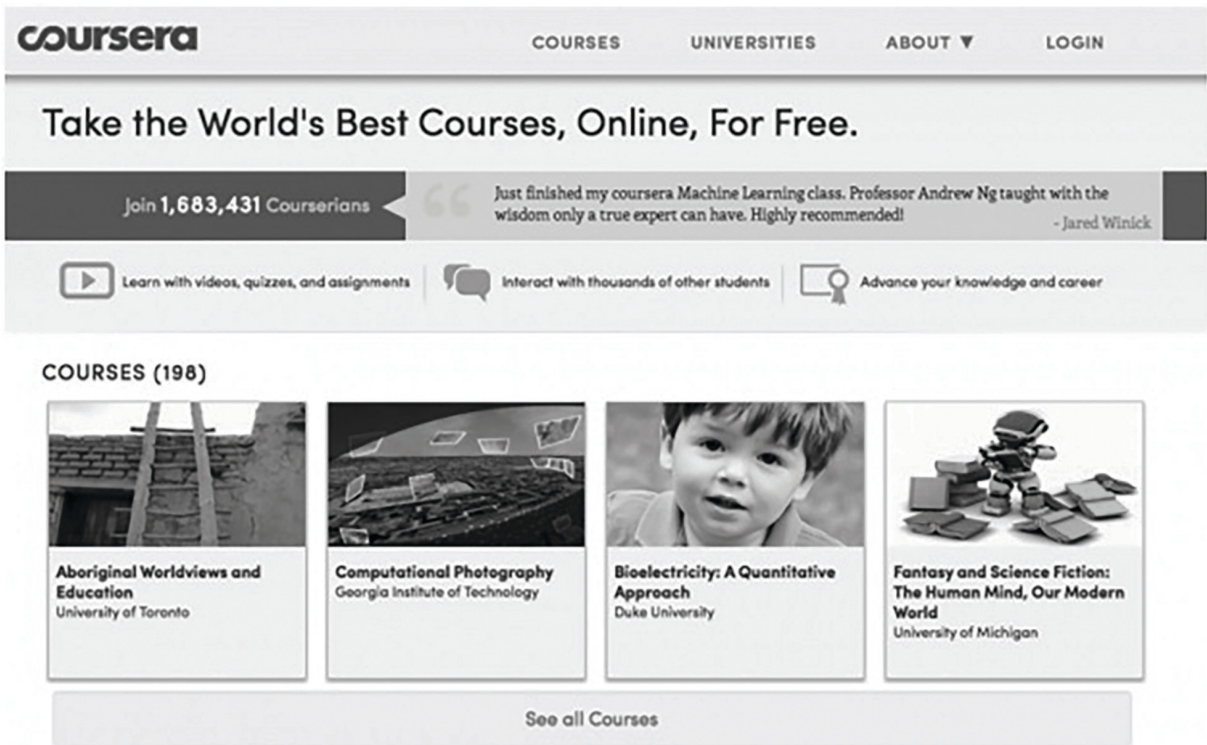 coursera
COURSES UNIVERSITIES ABOUT ▼ LOGIN
Take the World's Best Courses, Online, For Free.
Join 1,683,431 Courserians
“
Just finished my coursera Machine Learning class. Professor Andrew Ng taught with the
wisdom only a true expert can have. Highly recommended!
- Jared Winick
Learn with videos, quizzes, and assignments
Interact with thousands of other students
Advance your knowledge and career
COURSES (198)
Aboriginal Worldviews and
Education
University of Toronto
Computational Photography
Georgia Institute of Technology
Bioelectricity: A Quantitative
Approach
Duke University
Fantasy and Science Fiction:
The Human Mind, Our Modern
World
University of Michigan
See all Courses